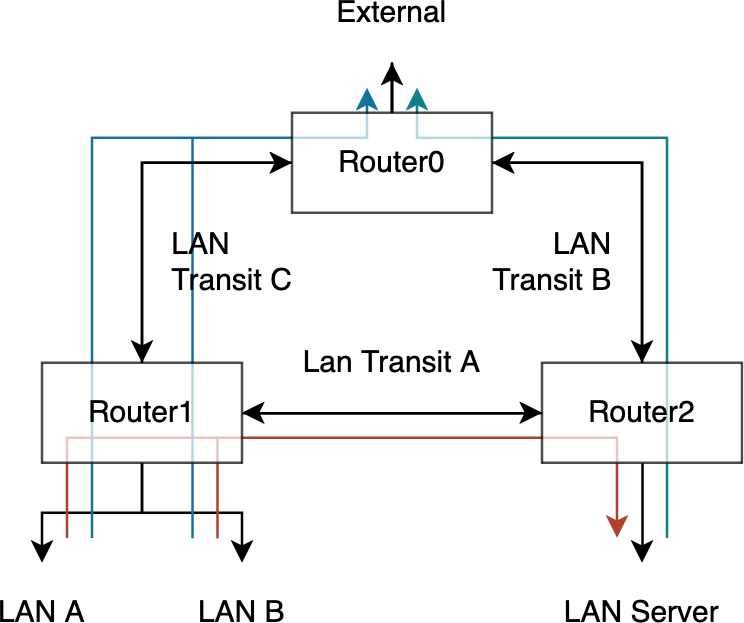 External
Router0
LAN
Transit C
LAN
Transit B
Lan Transit A
Router1
Router2
LAN A
LAN B
LAN Server